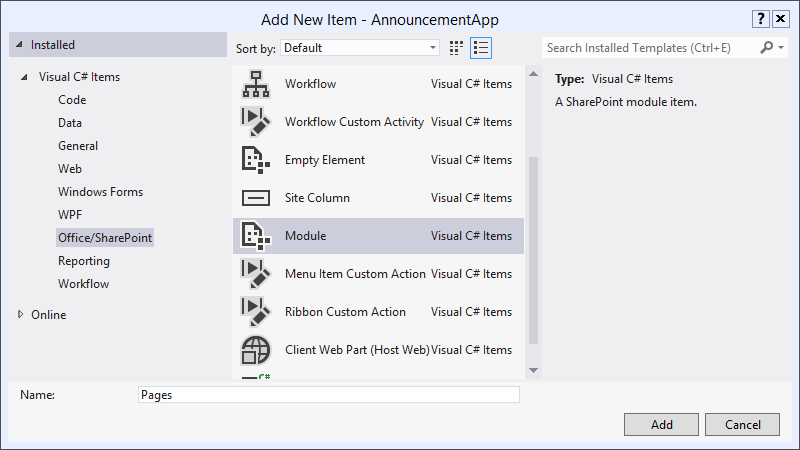 Add New Item - AnnouncementApp
? ×
Installed
Sort by: Default
Search Installed Templates (Ctrl+E)
Visual C# Items
Code
Data
General
Web
Windows Forms
WPF
Office/SharePoint
Reporting
Workflow
Online
Workflow Visual C# Items
Workflow Custom Activity Visual C# Items
Empty Element Visual C# Items
Site Column Visual C# Items
Module Visual C# Items
Menu Item Custom Action Visual C# Items
Ribbon Custom Action Visual C# Items
Client Web Part (Host Web) Visual C# Items
C#
Type: Visual C# Items
A SharePoint module item.
Name: Pages
Add Cancel